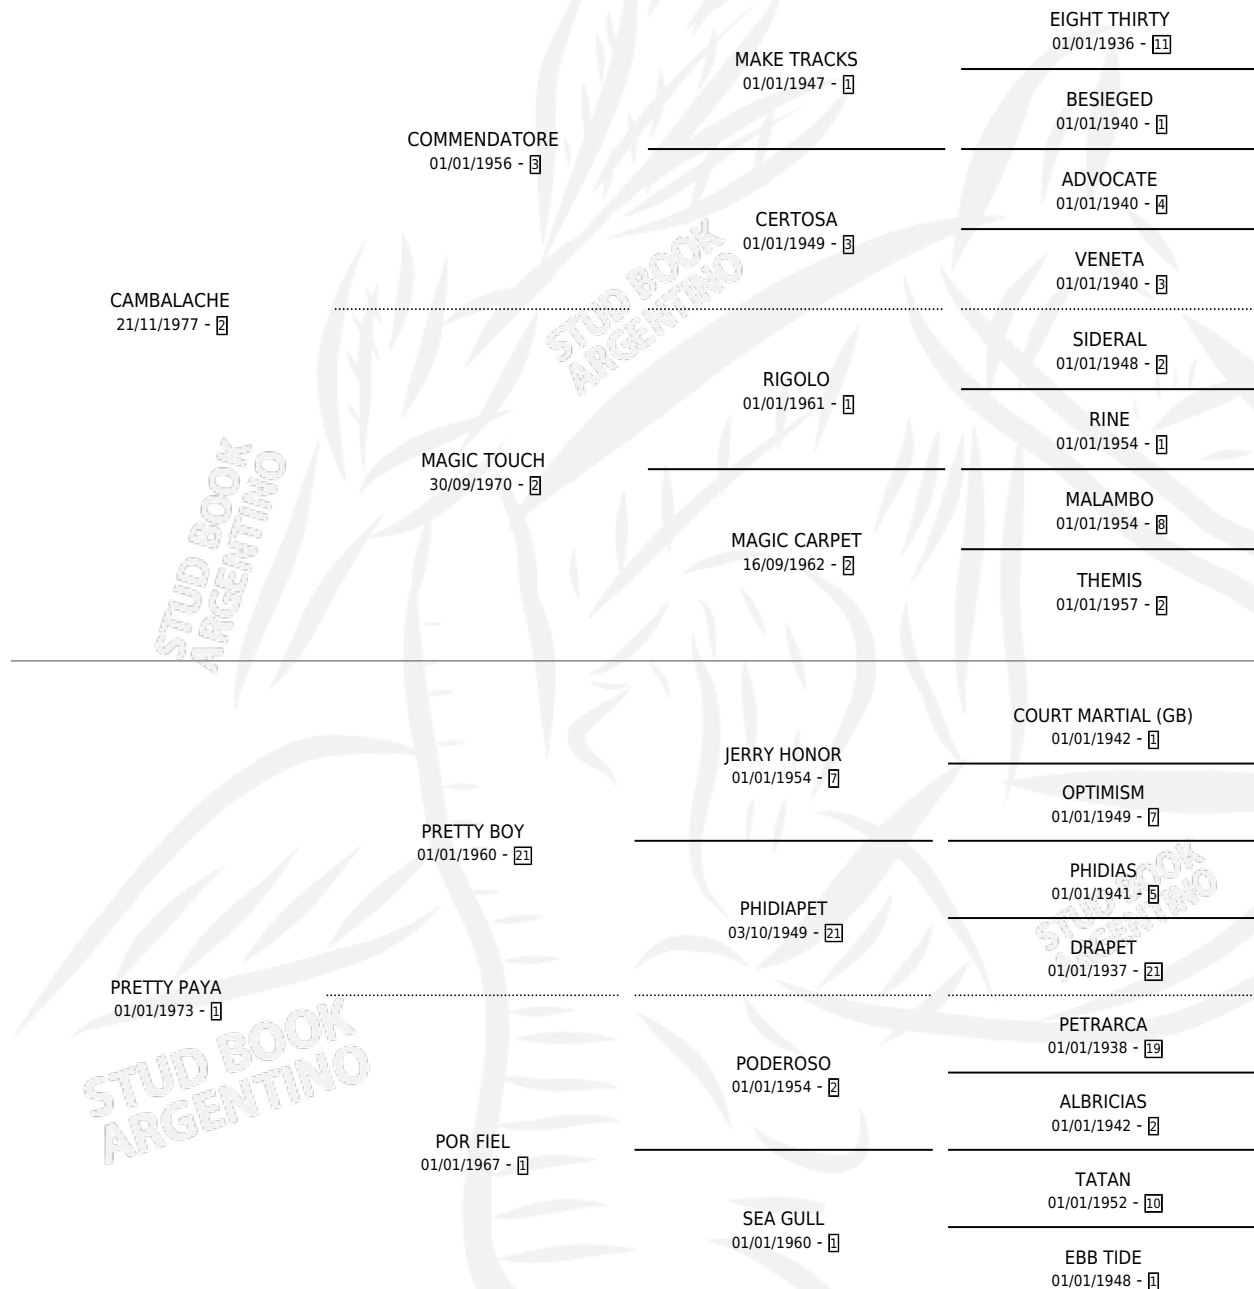 EIGHT THIRTY
01/01/1936 - 11
MAKE TRACKS
01/01/1947 - 1
BESIEGED
01/01/1940 - 1
COMMENDATORE
01/01/1956 - 3
ADVOCATE
01/01/1940 - 4
CERTOSA
01/01/1949 - 3
VENETA
01/01/1940 - 3
CAMBALACHE
21/11/1977 - 2
SIDERAL
01/01/1948 - 2
RIGOLO
01/01/1961 - 1
RINE
01/01/1954 - 1
MAGIC TOUCH
30/09/1970 - 2
MALAMBO
01/01/1954 - 8
MAGIC CARPET
16/09/1962 - 2
THEMIS
01/01/1957 - 2
COURT MARTIAL (GB)
01/01/1942 - 1
JERRY HONOR
01/01/1954 - 7
OPTIMISM
01/01/1949 - 7
PRETTY BOY
01/01/1960 - 21
PHIDIAS
01/01/1941 - 5
PHIDIAPET
03/10/1949 - 21
DRAPET
01/01/1937 - 21
PRETTY PAYA
01/01/1973 - 1
PETRARCA
01/01/1938 - 19
PODEROSO
01/01/1954 - 2
ALBRICIAS
01/01/1942 - 2
POR FIEL
01/01/1967 - 1
TATAN
01/01/1952 - 10
SEA GULL
01/01/1960 - 1
EBB TIDE
01/01/1948 - 1
STUD BOOK
ARGENTINO
STUD BOOK
ARGENTINO
STUD BOOK
ARGENTINO
STUD BOOK
ARGENTINO